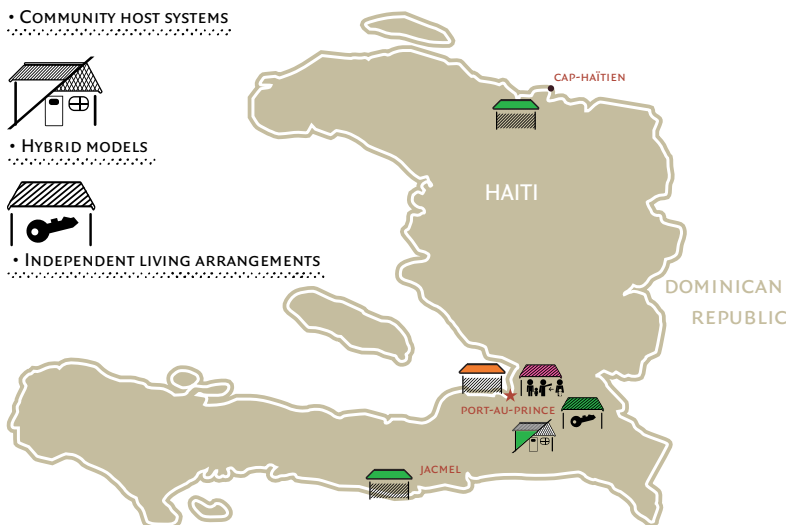 • Community host systems
• Hybrid models
• Independent living arrangements
CAP-HAÏTIEN
HAITI
DOMINICAN
REPUBLIC
PORT-AU-PRINCE
JACMEL